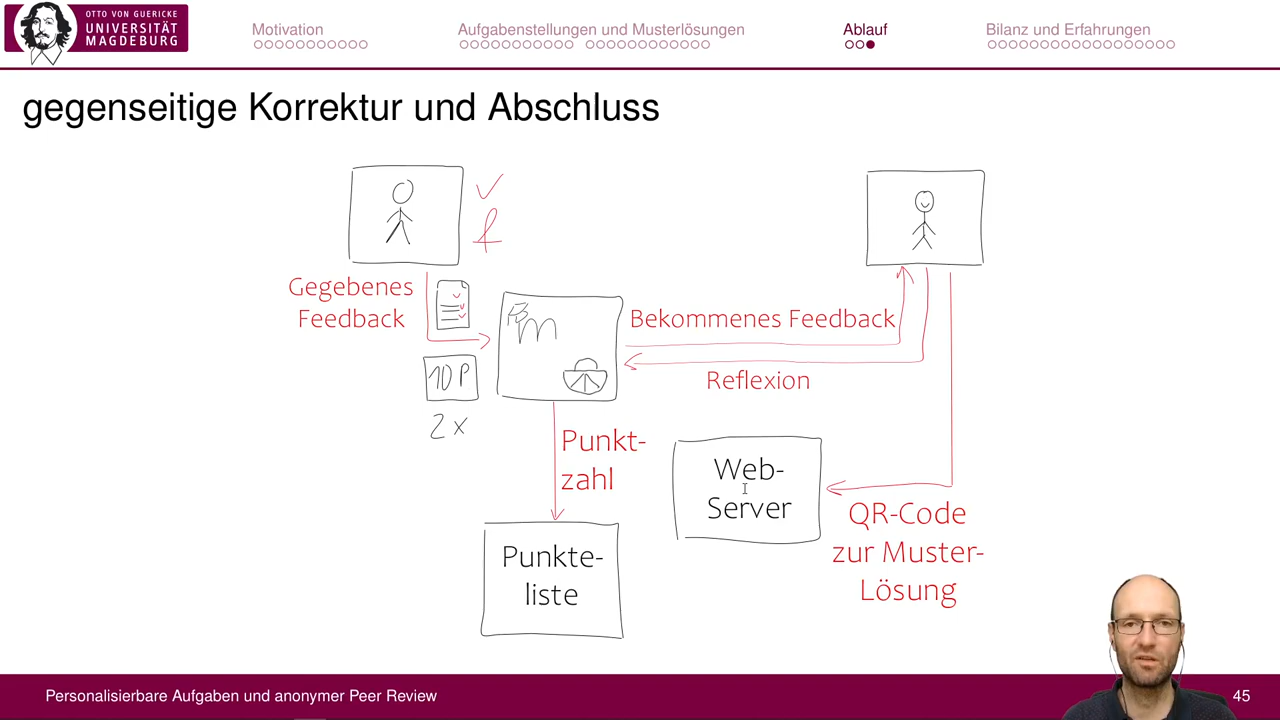 OTTO VON GUERICKE
UNIVERSITÄT
MAGDEBURG
Motivation
Aufgabenstellungen und Musterlösungen
Ablauf
Bilanz und Erfahrungen
gegenseitige Korrektur und Abschluss
Gegebenes
Feedback
10 P
2 x
m
Bekommenes Feedback
Reflexion
Punkt-
zahl
Punkte-
liste
Web-
Server
QR-Code
zur Muster-
Lösung
Personalisierbare Aufgaben und anonymer Peer Review
45